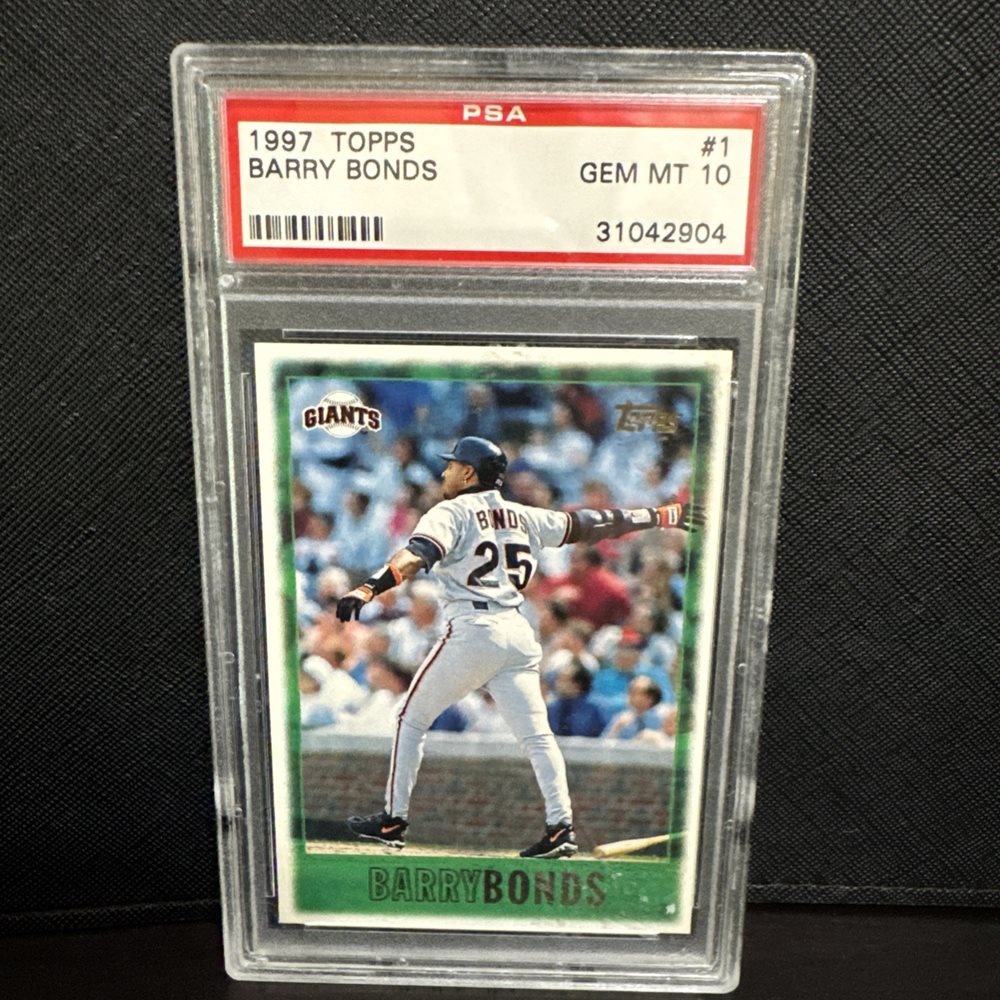 PSA
1997 TOPPS #1
BARRY BONDS GEM MT 10
31042904
GIANTS
Topps
BONDS
25
BARRY BONDS